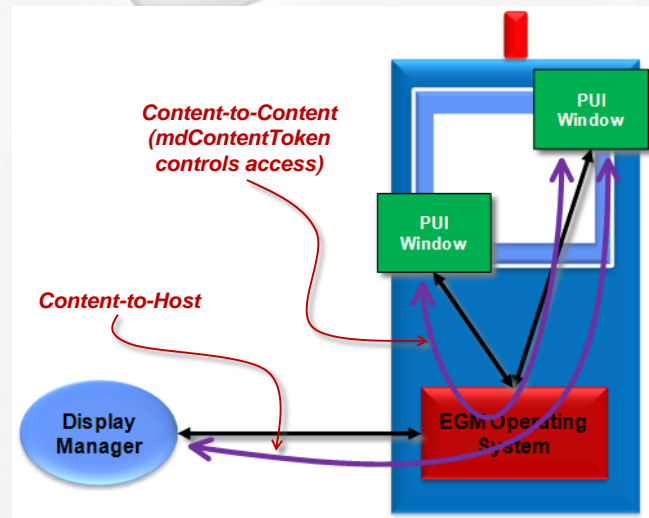 PUI
Window
Content-to-Content
(mdContentToken
controls access)
PUI
Window
Content-to-Host
Display
Manager
EGM Operating
System